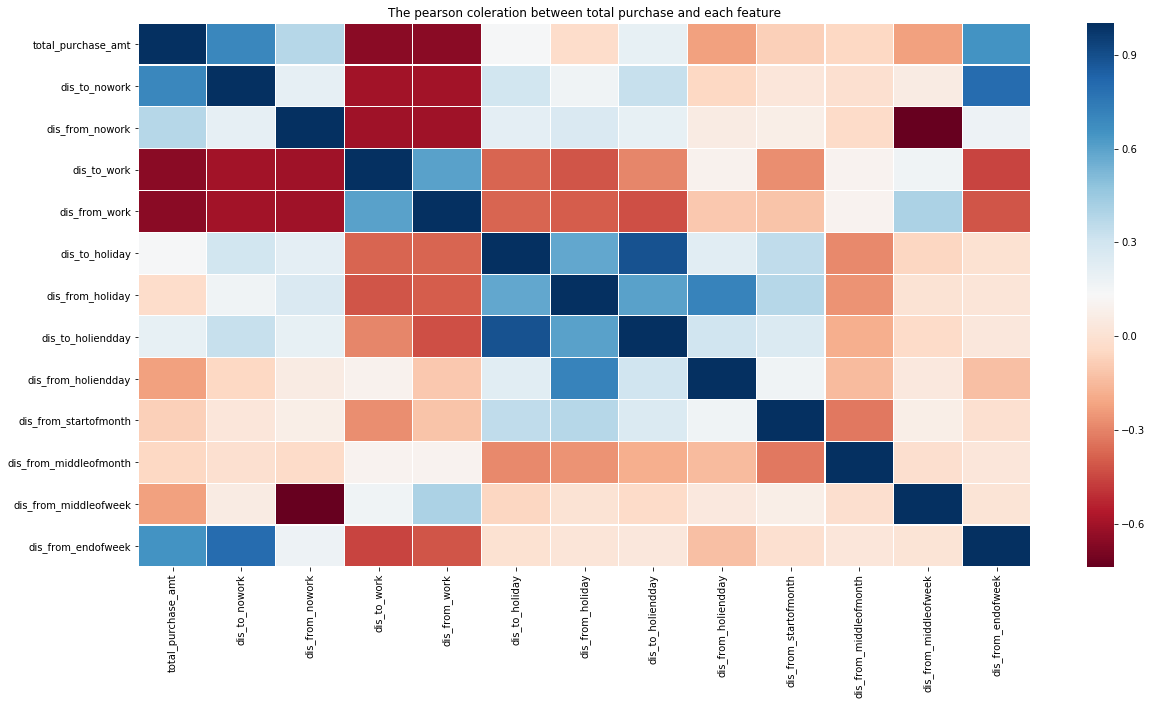 The pearson coleration between total purchase and each feature
total_purchase_amt
dis_to_nowork
dis_from_nowork
dis_to_work
dis_from_work
dis_to_holiday
dis_from_holiday
dis_to_holiendday
dis_from_holiendday
dis_from_startofmonth
dis_from_middleofmonth
dis_from_middleofweek
dis_from_endofweek
total_purchase_amt
dis_to_nowork
dis_from_nowork
dis_to_work
dis_from_work
dis_to_holiday
dis_from_holiday
dis_to_holiendday
dis_from_holiendday
dis_from_startofmonth
dis_from_middleofmonth
dis_from_middleofweek
dis_from_endofweek
0.9
0.6
0.3
0.0
−0.3
−0.6